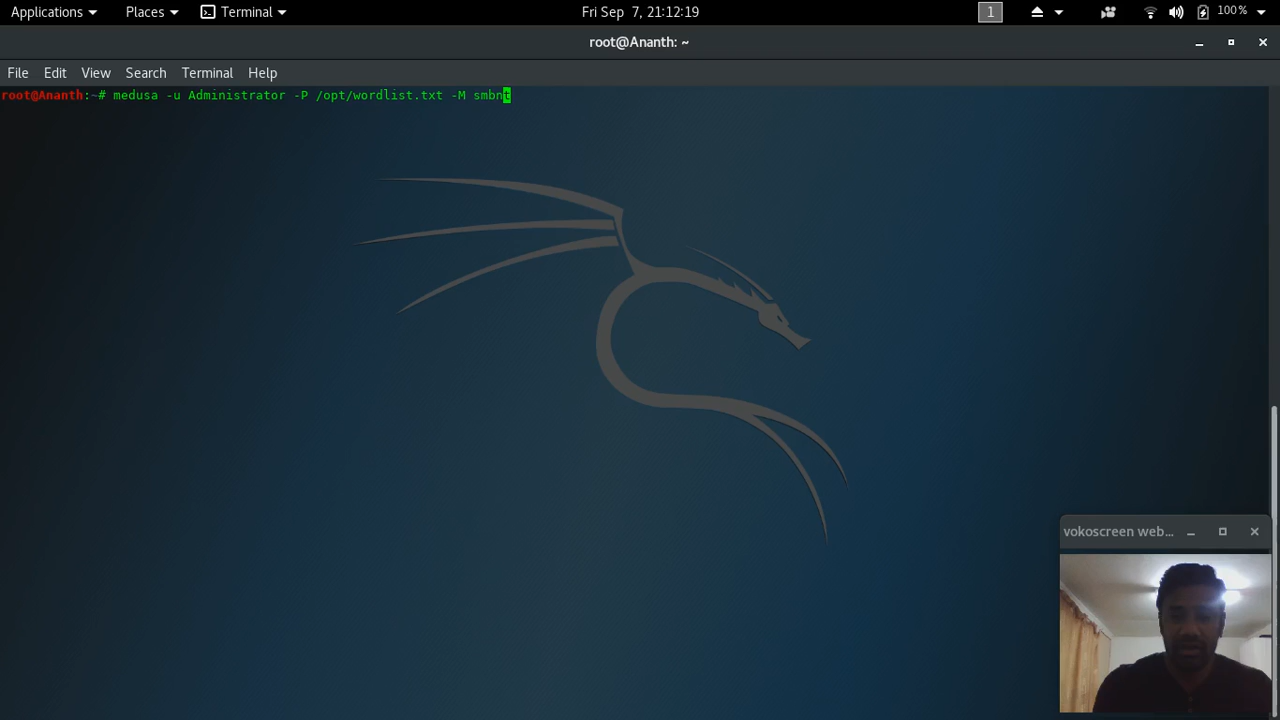 Applications Places Terminal Fri Sep 7, 21:12:19 1 100%
root@Ananth: ~
File Edit View Search Terminal Help
root@Ananth:~# medusa -u Administrator -P /opt/wordlist.txt -M smbnt
vokoscreen web...